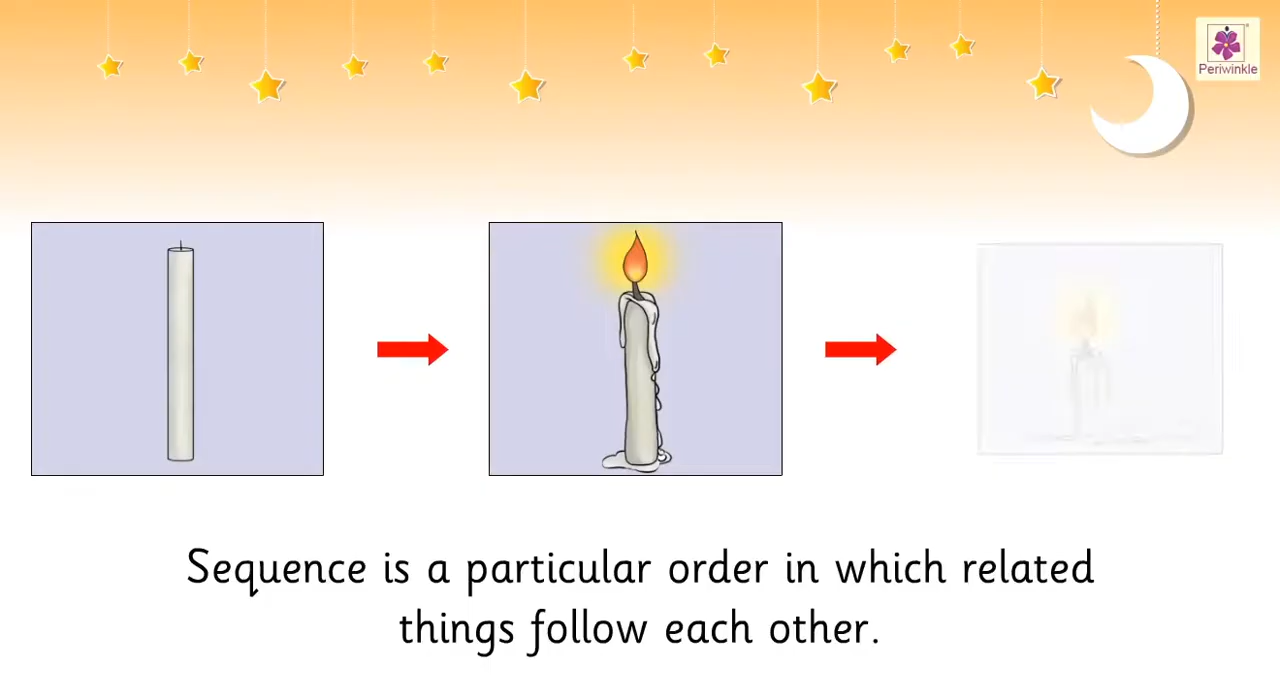 Periwinkle
Sequence is a particular order in which related
things follow each other.